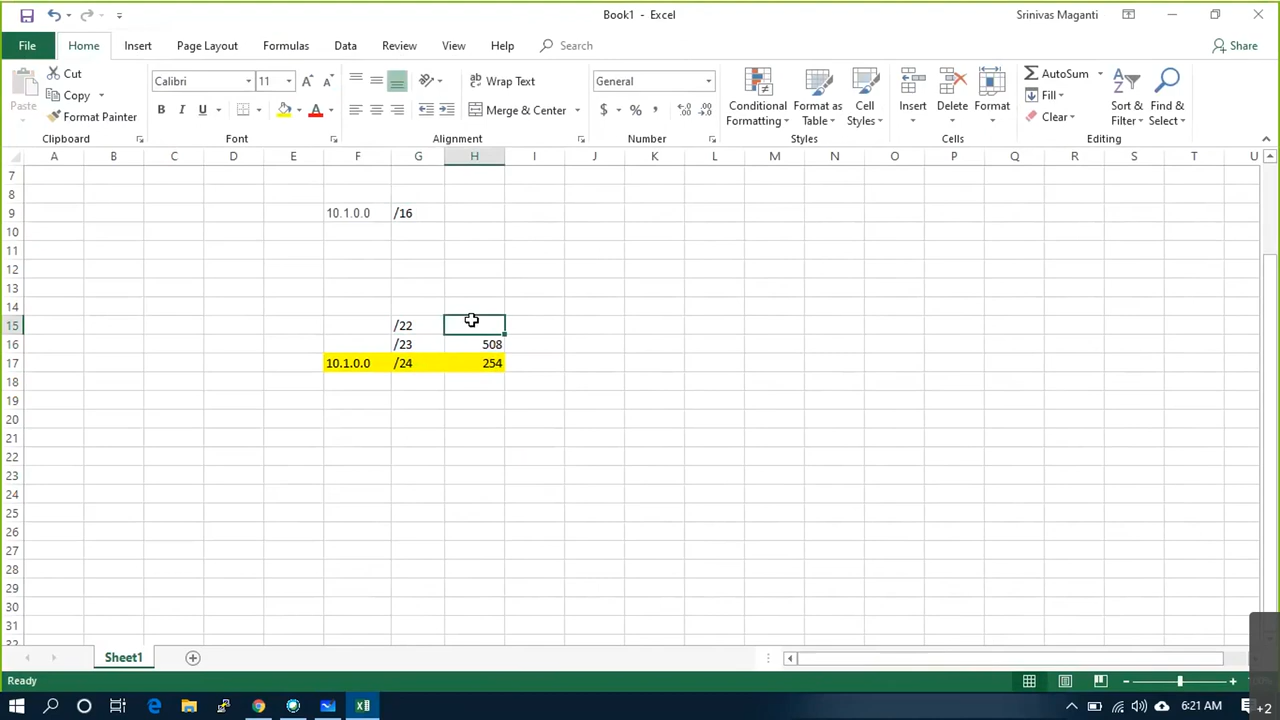 Book1 - Excel
Srinivas Maganti
File Home Insert Page Layout Formulas Data Review View Help Search Share
Paste
Cut
Copy
Format Painter
Clipboard
Calibri 11
B I U
Font
Wrap Text
Merge & Center
Alignment
General
$ % ,
Number
Conditional Formatting
Format as Table
Cell Styles
Styles
Insert Delete Format
Cells
AutoSum
Fill
Clear
Sort & Filter
Find & Select
Editing
A B C D E F G H I J K L M N O P Q R S T U
7
8
9 10.1.0.0 /16
10
11
12
13
14
15 /22
16 /23 508
17 10.1.0.0 /24 254
18
19
20
21
22
23
24
25
26
27
28
29
30
31
32
Sheet1
Ready
6:21 AM
+2